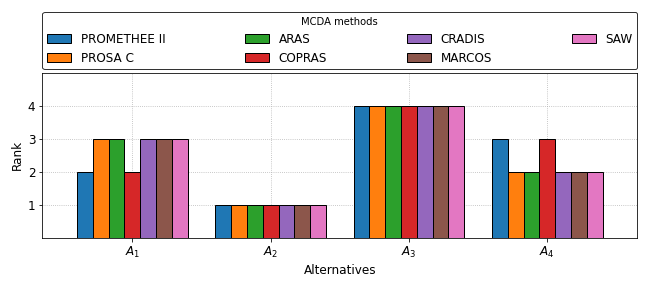 MCDA methods
PROMETHEE II ARAS CRADIS SAW
PROSA C COPRAS MARCOS
4
3
2
1
Rank
A₁ A₂ A₃ A₄
Alternatives